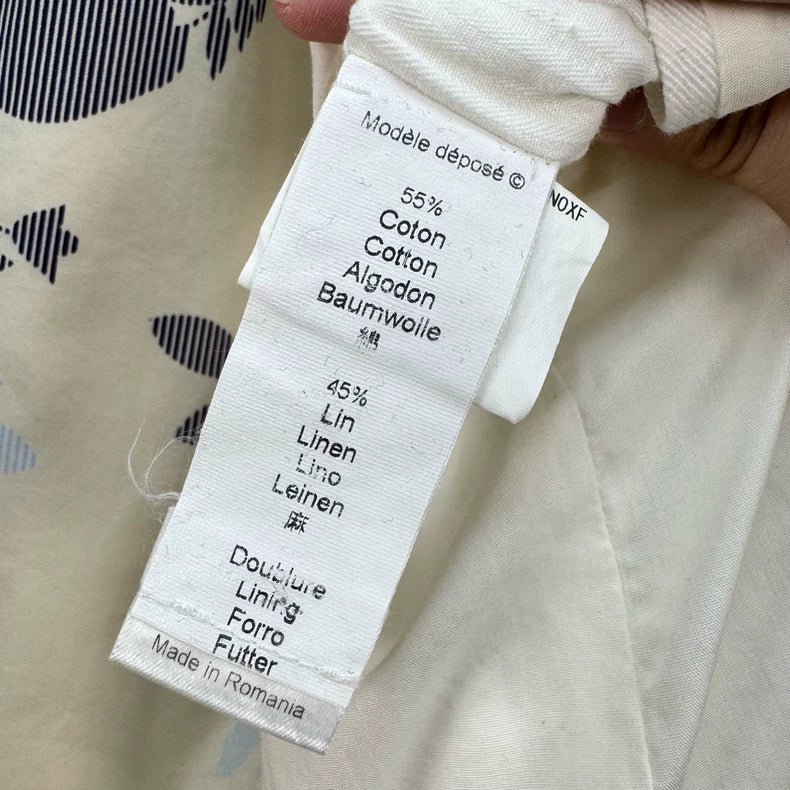 Modèle déposé ©
55%
Coton
Cotton
Algodon
Baumwolle
綿
45%
Lin
Linen
Lino
Leinen
麻
Doublure
Lining
Forro
Futter
Made in Romania
N0XF